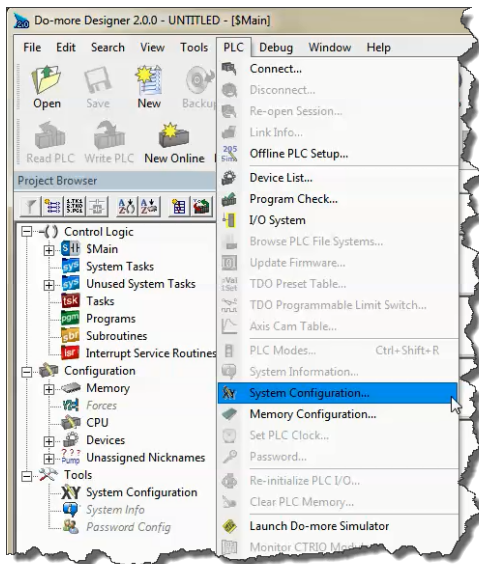 Do-more Designer 2.0.0 - UNTITLED - [$Main]
File Edit Search View Tools PLC Debug Window Help
Open Save New Backup
Read PLC Write PLC New Online
Project Browser
Control Logic
$Main
System Tasks
Unused System Tasks
Tasks
Programs
Subroutines
Interrupt Service Routines
Configuration
Memory
Forces
CPU
Devices
Unassigned Nicknames
Tools
System Configuration
System Info
Password Config
Connect...
Disconnect...
Re-open Session...
Link Info...
Offline PLC Setup...
Device List...
Program Check...
I/O System
Browse PLC File Systems...
Update Firmware...
TDO Preset Table...
TDO Programmable Limit Switch...
Axis Cam Table...
PLC Modes... Ctrl+Shift+R
System Information...
System Configuration...
Memory Configuration...
Set PLC Clock...
Password...
Re-initialize PLC I/O...
Clear PLC Memory...
Launch Do-more Simulator
Monitor CTRIO